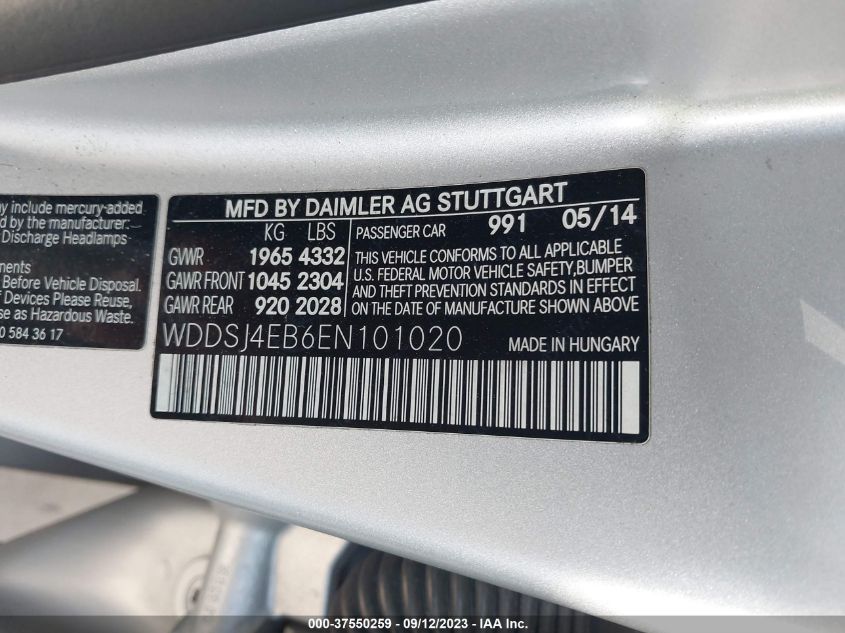 ay include mercury-added
d by the manufacturer:
Discharge Headlamps
nents
Before Vehicle Disposal.
f Devices Please Reuse,
se as Hazardous Waste.
0 584 36 17
MFD BY DAIMLER AG STUTTGART
KG LBS
GVWR 1965 4332
GAWR FRONT 1045 2304
GAWR REAR 920 2028
PASSENGER CAR 991 05/14
THIS VEHICLE CONFORMS TO ALL APPLICABLE
U.S. FEDERAL MOTOR VEHICLE SAFETY, BUMPER
AND THEFT PREVENTION STANDARDS IN EFFECT
ON THE DATE OF MANUFACTURE SHOWN ABOVE.
WDDSJ4EB6EN101020 MADE IN HUNGARY
000-37550259 - 09/12/2023 - IAAI.COM.